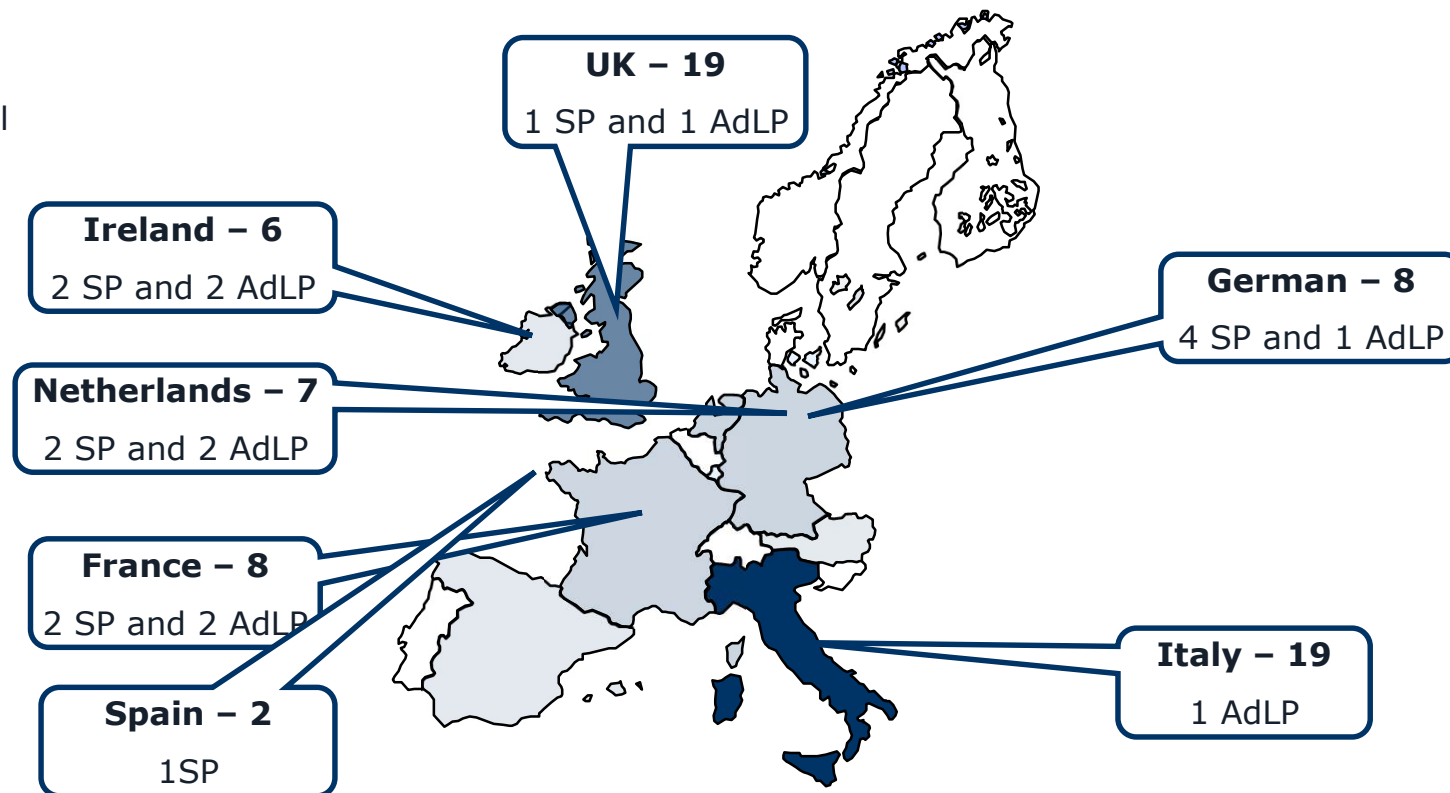 l
UK – 19
1 SP and 1 AdLP
Ireland – 6
2 SP and 2 AdLP
German – 8
4 SP and 1 AdLP
Netherlands – 7
2 SP and 2 AdLP
France – 8
2 SP and 2 AdLP
Italy – 19
1 AdLP
Spain – 2
1SP